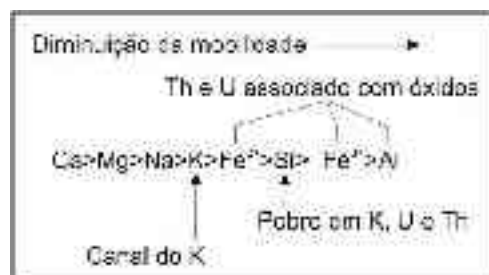 Diminuição da mobilidade
Th e U associado com óxidos
Ca>Mg>Na>K>Fe²⁺>Si> Fe³⁺>Al
Pobre em K, U e Th
Canal do K